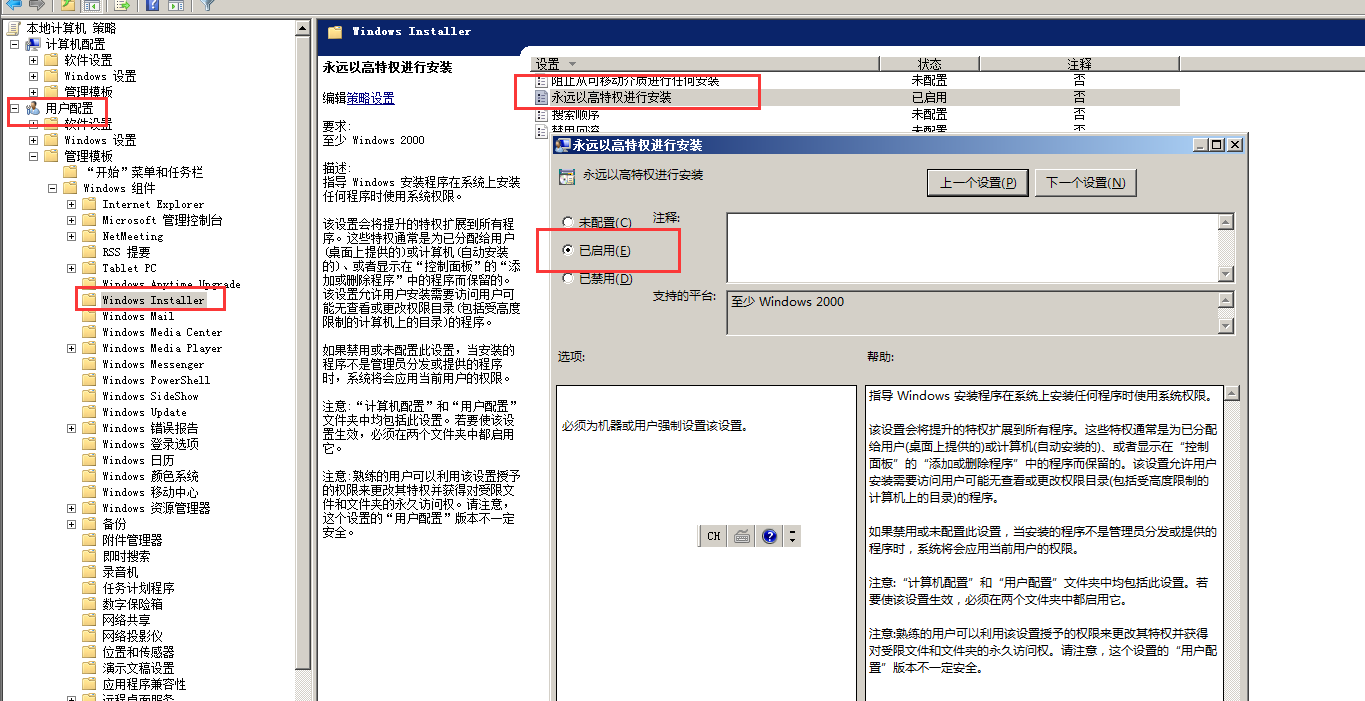 本地计算机 策略
计算机配置
软件设置
Windows 设置
管理模板
用户配置
软件设置
Windows 设置
管理模板
“开始”菜单和任务栏
Windows 组件
Internet Explorer
Microsoft 管理控制台
NetMeeting
RSS 提要
Tablet PC
Windows Anytime Upgrade
Windows Installer
Windows Mail
Windows Media Center
Windows Media Player
Windows Messenger
Windows PowerShell
Windows SideShow
Windows Update
Windows 错误报告
Windows 登录选项
Windows 日历
Windows 颜色系统
Windows 移动中心
Windows 资源管理器
备份
附件管理器
即时搜索
录音机
任务计划程序
数字保险箱
网络共享
网络投影仪
位置和传感器
演示文稿设置
应用程序兼容性
远程桌面服务
Windows Installer
永远以高特权进行安装
编辑策略设置
要求:
至少 Windows 2000
描述:
指导 Windows 安装程序在系统上安装
任何程序时使用系统权限。
该设置会将提升的特权扩展到所有程
序。这些特权通常是为已分配给用户
(桌面上提供的)或计算机(自动安装
的)、或者显示在“控制面板”的“添
加或删除程序”中的程序而保留的。
该设置允许用户安装需要访问用户可
能无查看或更改权限目录(包括受高度
限制的计算机上的目录)的程序。
如果禁用或未配置此设置，当安装的
程序不是管理员分发或提供的程序
时，系统将会应用当前用户的权限。
注意:“计算机配置”和“用户配置”
文件夹中均包括此设置。若要使该设
置生效，必须在两个文件夹中都启用
它。
注意:熟练的用户可以利用该设置授予
的权限来更改其特权并获得对受限文
件和文件夹的永久访问权。请注意，
这个设置的“用户配置”版本不一定
安全。
设置 状态 注释
阻止从可移动介质进行任何安装 未配置 否
永远以高特权进行安装 已启用 否
搜索顺序 未配置 否
禁用回滚 未配置 否
永远以高特权进行安装
永远以高特权进行安装
上一个设置(P) 下一个设置(N)
未配置(C) 注释:
已启用(E)
已禁用(D)
支持的平台: 至少 Windows 2000
选项: 帮助:
必须为机器或用户强制设置该设置。
CH
指导 Windows 安装程序在系统上安装任何程序时使用系统权限。
该设置会将提升的特权扩展到所有程序。这些特权通常是为已分配
给用户(桌面上提供的)或计算机(自动安装的)、或者显示在“控制
面板”的“添加或删除程序”中的程序而保留的。该设置允许用户
安装需要访问用户可能无查看或更改权限目录(包括受高度限制的
计算机上的目录)的程序。
如果禁用或未配置此设置，当安装的程序不是管理员分发或提供的
程序时，系统将会应用当前用户的权限。
注意:“计算机配置”和“用户配置”文件夹中均包括此设置。若
要使该设置生效，必须在两个文件夹中都启用它。
注意:熟练的用户可以利用该设置授予的权限来更改其特权并获得
对受限文件和文件夹的永久访问权。请注意，这个设置的“用户配
置”版本不一定安全。